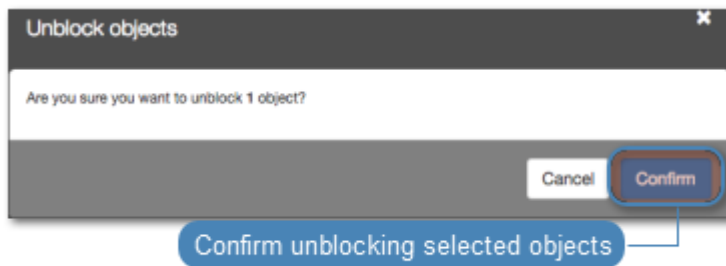 Unblock objects
Are you sure you want to unblock 1 object?
Cancel Confirm
Confirm unblocking selected objects